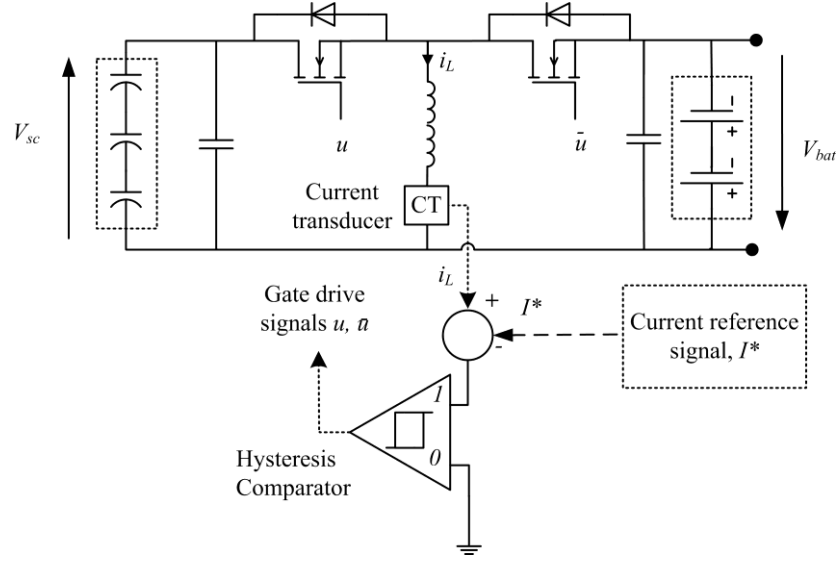 i_L
V_sc
u
ū
V_bat
-
+
-
+
Current
transducer
CT
i_L
Gate drive
signals u, ū
+
I*
-
Current reference
signal, I*
1
0
Hysteresis
Comparator